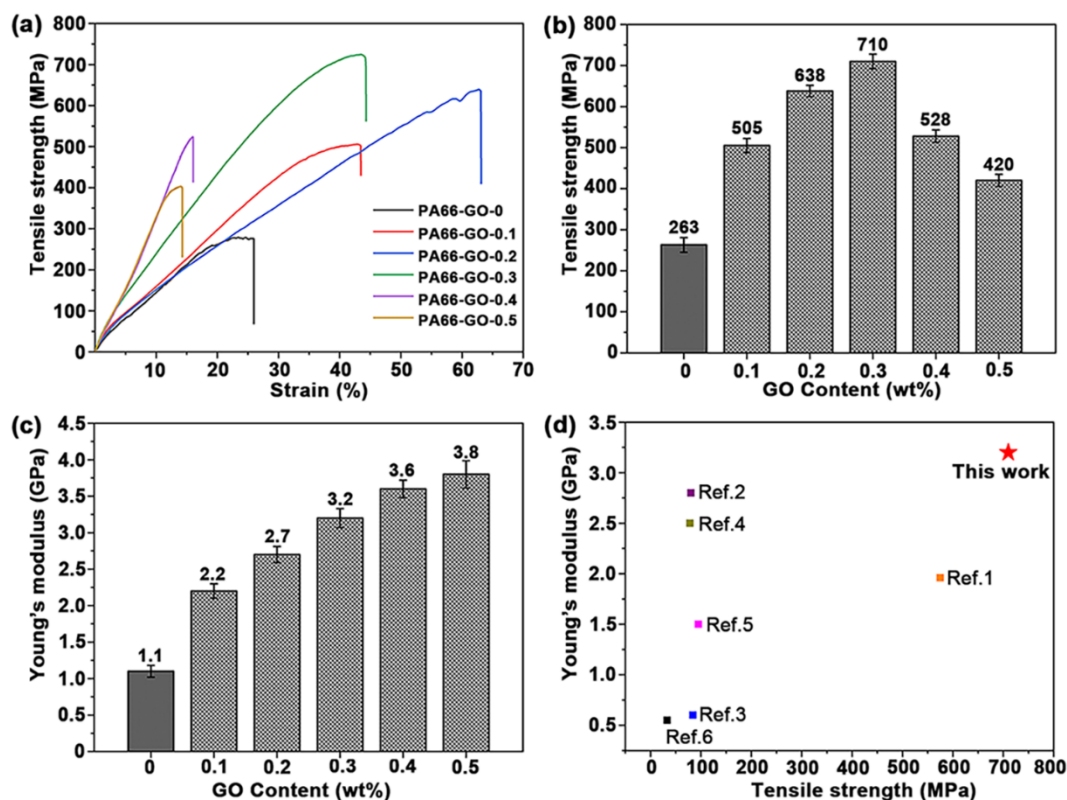 (a)
Tensile strength (MPa)
800
700
600
500
400
300
200
100
0
PA66-GO-0
PA66-GO-0.1
PA66-GO-0.2
PA66-GO-0.3
PA66-GO-0.4
PA66-GO-0.5
10 20 30 40 50 60 70
Strain (%)
(b)
Tensile strength (MPa)
800
700
600
500
400
300
200
100
0
263
505
638
710
528
420
0 0.1 0.2 0.3 0.4 0.5
GO Content (wt%)
(c)
Young's modulus (GPa)
4.5
4.0
3.5
3.0
2.5
2.0
1.5
1.0
0.5
0
1.1
2.2
2.7
3.2
3.6
3.8
0 0.1 0.2 0.3 0.4 0.5
GO Content (wt%)
(d)
Young's modulus (GPa)
3.5
3.0
2.5
2.0
1.5
1.0
0.5
This work
Ref.2
Ref.4
Ref.1
Ref.5
Ref.3
Ref.6
0 100 200 300 400 500 600 700 800
Tensile strength (MPa)